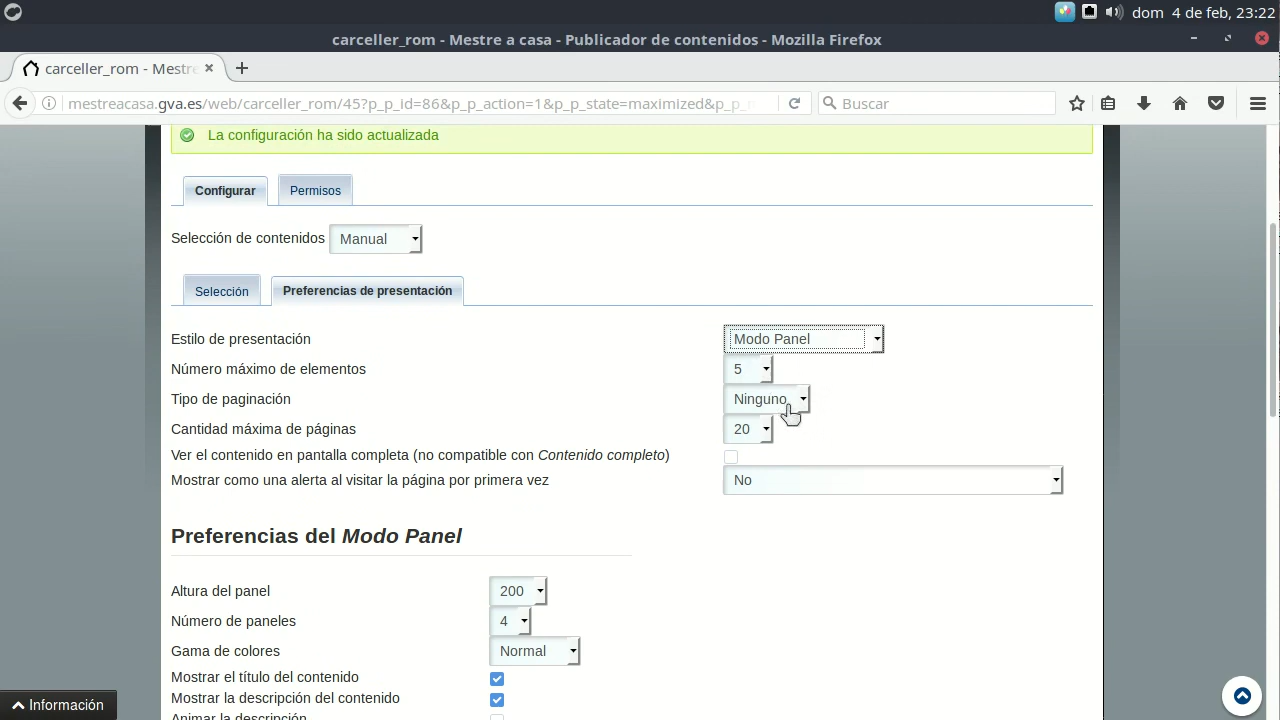 dom 4 de feb, 23:22
carceller_rom - Mestre a casa - Publicador de contenidos - Mozilla Firefox
carceller_rom - Mestre
mestreacasa.gva.es/web/carceller_rom/45?p_p_id=86&p_p_action=1&p_p_state=maximized&p_p_
Buscar
La configuración ha sido actualizada
Configurar Permisos
Selección de contenidos Manual
Selección Preferencias de presentación
Estilo de presentación Modo Panel
Número máximo de elementos 5
Tipo de paginación Ninguno
Cantidad máxima de páginas 20
Ver el contenido en pantalla completa (no compatible con Contenido completo)
Mostrar como una alerta al visitar la página por primera vez No
Preferencias del Modo Panel
Altura del panel 200
Número de paneles 4
Gama de colores Normal
Mostrar el título del contenido
Mostrar la descripción del contenido
Animar la descripción
Información